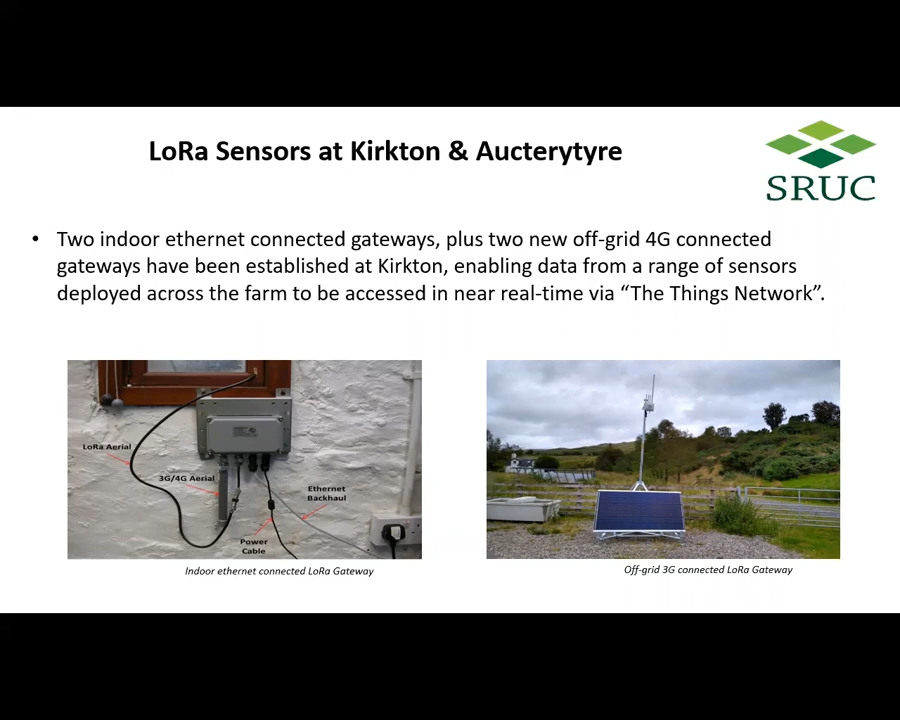 LoRa Sensors at Kirkton & Aucterytyre
SRUC
• Two indoor ethernet connected gateways, plus two new off-grid 4G connected
gateways have been established at Kirkton, enabling data from a range of sensors
deployed across the farm to be accessed in near real-time via “The Things Network”.
LoRa Aerial
3G/4G Aerial
Ethernet
Backhaul
Power
Cable
Indoor ethernet connected LoRa Gateway
Off-grid 3G connected LoRa Gateway